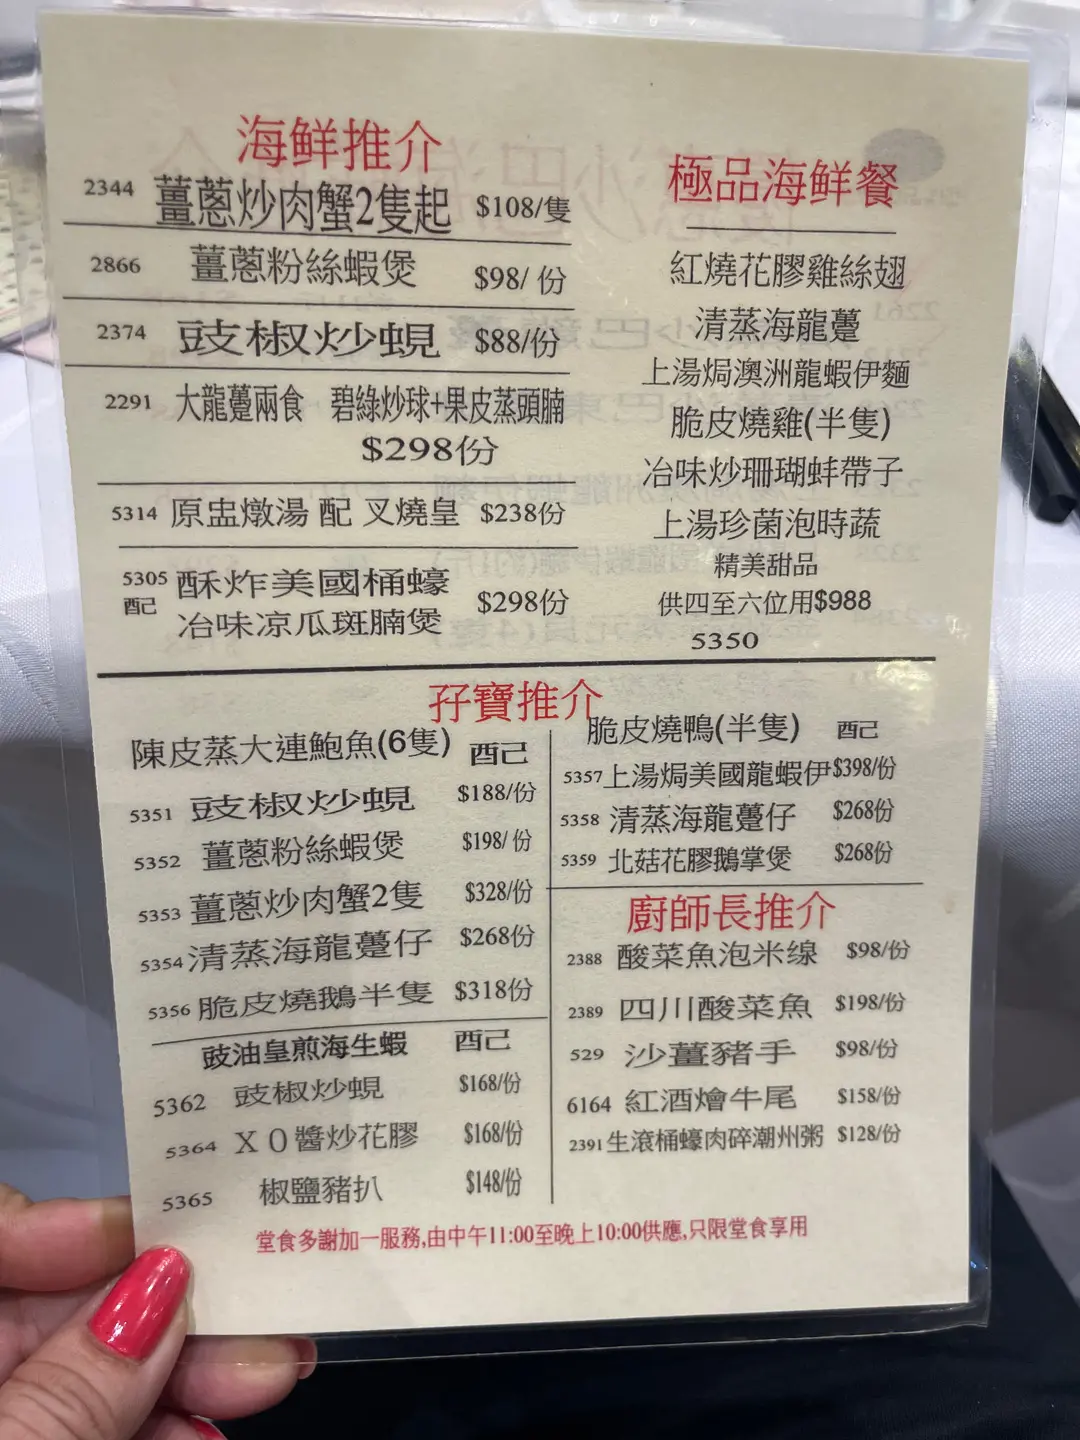 海鮮推介
2344 薑蔥炒肉蟹2隻起 $108/隻
2866 薑蔥粉絲蝦煲 $98/ 份
2374 豉椒炒蜆 $88/份
2291 大龍躉兩食 碧綠炒球+果皮蒸頭腩
$298份
5314 原盅燉湯 配 叉燒皇 $238份
5305 酥炸美國桶蠔
配 冶味凉瓜斑腩煲 $298份
極品海鮮餐
紅燒花膠雞絲翅
清蒸海龍躉
上湯焗澳洲龍蝦伊麵
脆皮燒雞(半隻)
冶味炒珊瑚蚌帶子
上湯珍菌泡時蔬
精美甜品
供四至六位用$988
5350
孖寶推介
陳皮蒸大連鮑魚(6隻) 酉己
5351 豉椒炒蜆 $188/份
5352 薑蔥粉絲蝦煲 $198/ 份
5353 薑蔥炒肉蟹2隻 $328/份
5354 清蒸海龍躉仔 $268份
5356 脆皮燒鵝半隻 $318份
豉油皇煎海生蝦 酉己
5362 豉椒炒蜆 $168/份
5364 ＸＯ醬炒花膠 $168/份
5365 椒鹽豬扒 $148/份
脆皮燒鴨(半隻) 酉己
5357 上湯焗美國龍蝦伊 $398/份
5358 清蒸海龍躉仔 $268份
5359 北菇花膠鵝掌煲 $268份
廚師長推介
2388 酸菜魚泡米线 $98/份
2389 四川酸菜魚 $198/份
529 沙薑豬手 $98/份
6164 紅酒燴牛尾 $158/份
2391 生滾桶蠔肉碎潮州粥 $128/份
堂食多謝加一服務,由中午11:00至晚上10:00供應,只限堂食享用